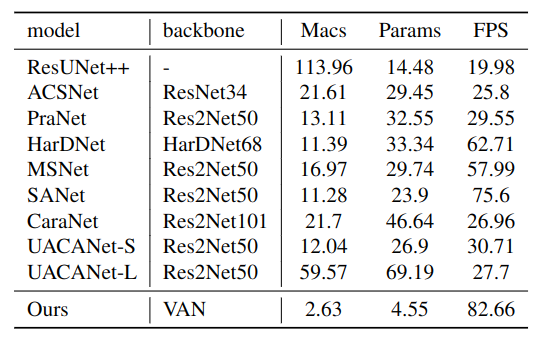 model backbone Macs Params FPS
ResUNet++ - 113.96 14.48 19.98
ACSNet ResNet34 21.61 29.45 25.8
PraNet Res2Net50 13.11 32.55 29.55
HarDNet HarDNet68 11.39 33.34 62.71
MSNet Res2Net50 16.97 29.74 57.99
SANet Res2Net50 11.28 23.9 75.6
CaraNet Res2Net101 21.7 46.64 26.96
UACANet-S Res2Net50 12.04 26.9 30.71
UACANet-L Res2Net50 59.57 69.19 27.7
Ours VAN 2.63 4.55 82.66